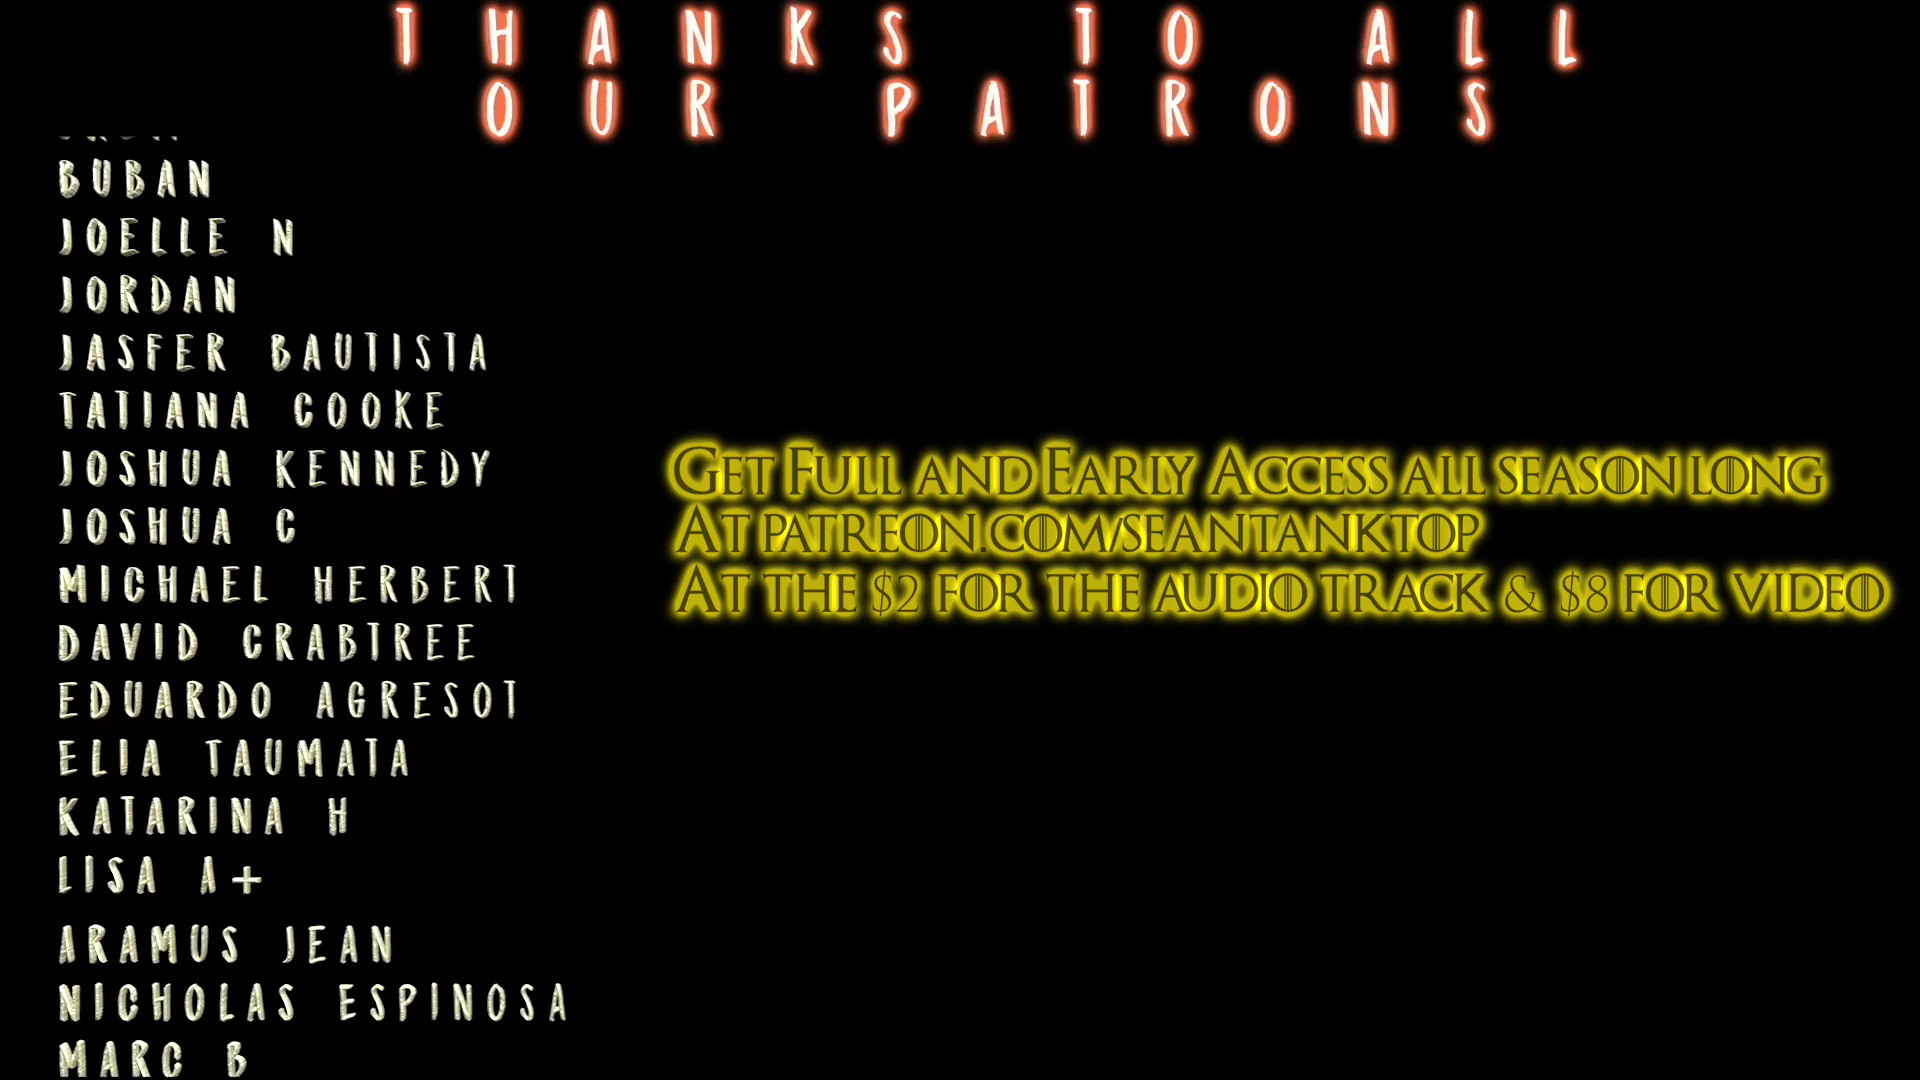 THANKS TO ALL
OUR PATRONS
BUBAN
JOELLE N
JORDAN
JASFER BAUTISTA
TATIANA COOKE
JOSHUA KENNEDY
JOSHUA C
MICHAEL HERBERT
DAVID CRABTREE
EDUARDO AGRESOT
ELIA TAUMATA
KATARINA H
LISA A+
ARAMUS JEAN
NICHOLAS ESPINOSA
MARC B
GET FULL AND EARLY ACCESS ALL SEASON LONG
AT PATREON.COM/SEANTANKTOP
AT THE $2 FOR THE AUDIO TRACK & $8 FOR VIDEO